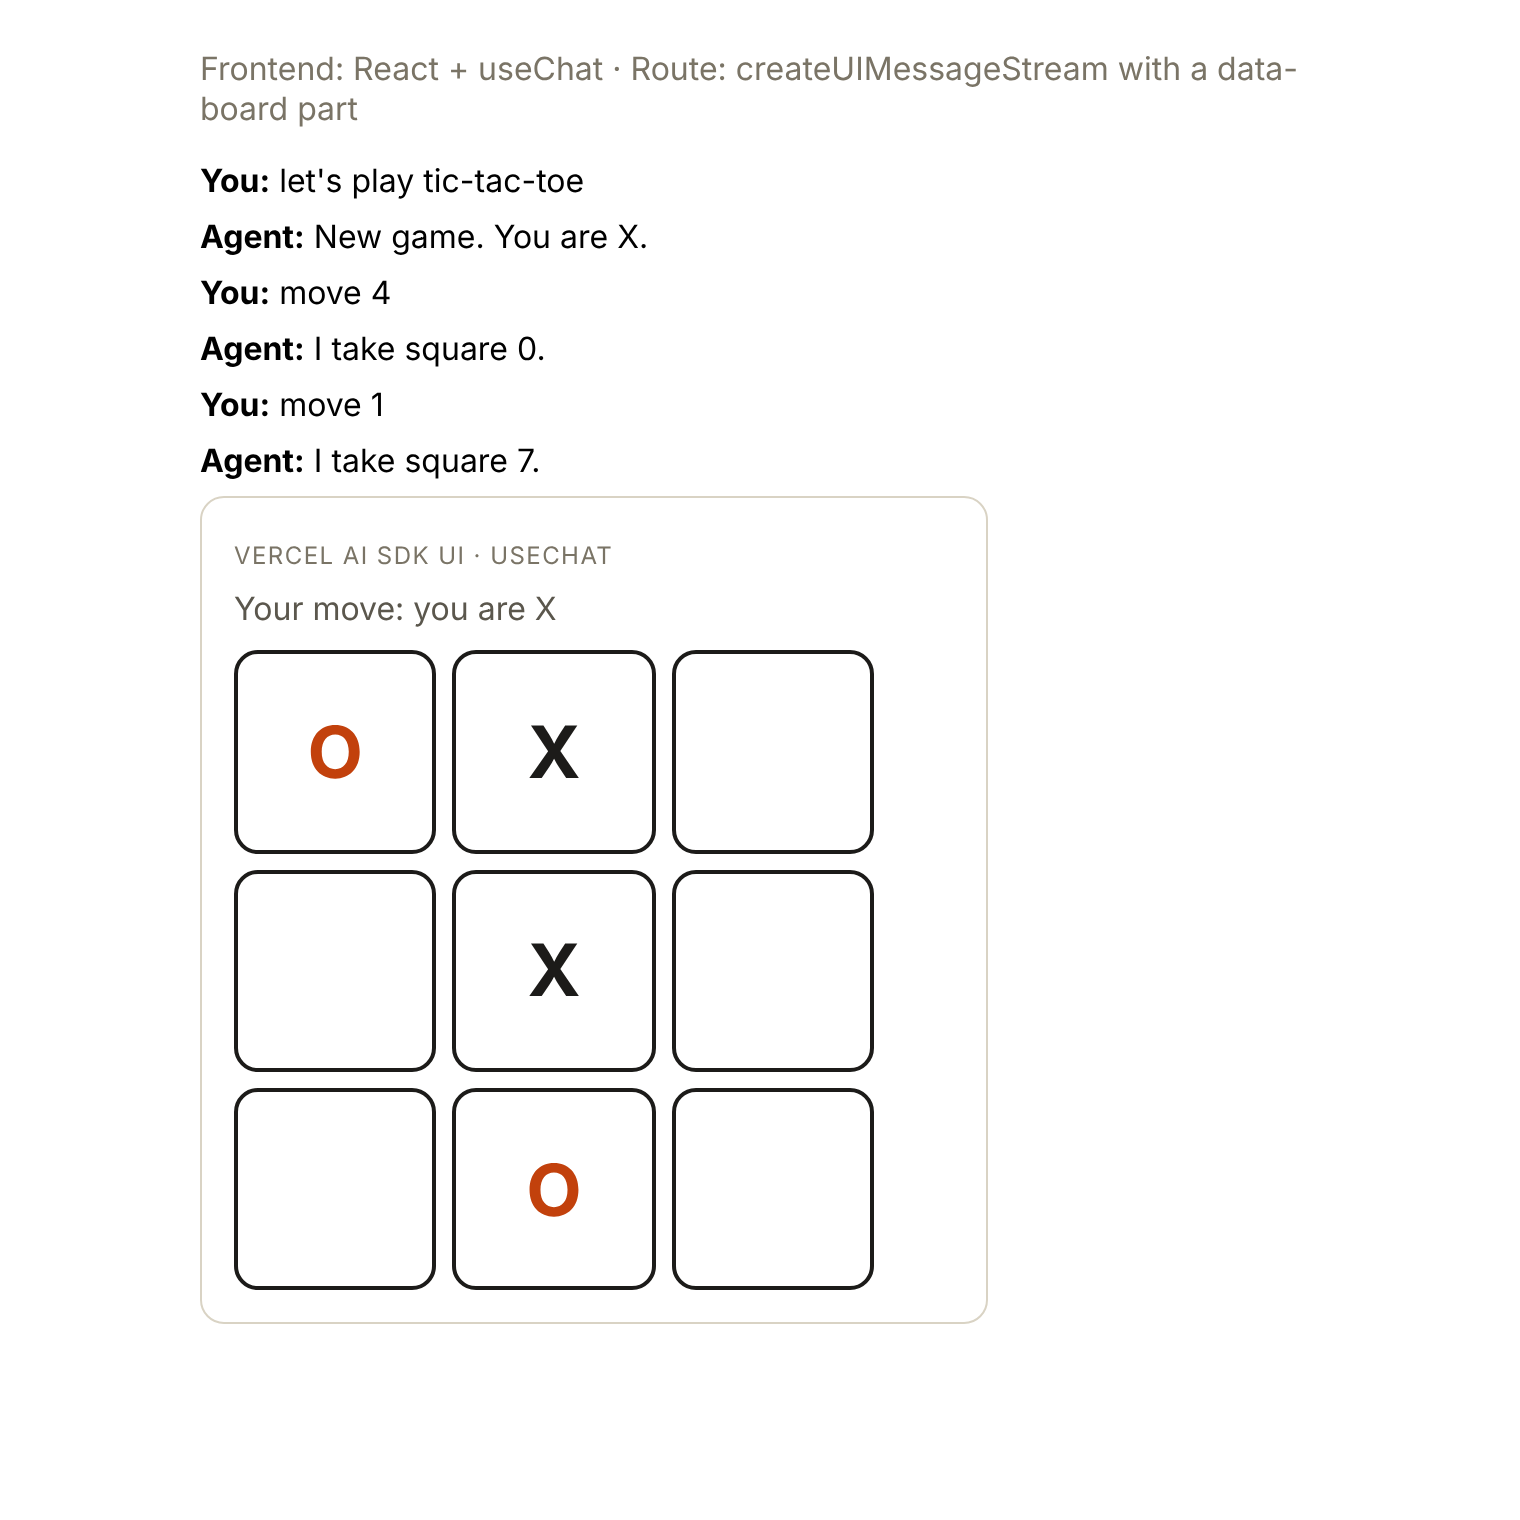 Frontend: React + useChat · Route: createUIMessageStream with a data-
board part
You: let's play tic-tac-toe
Agent: New game. You are X.
You: move 4
Agent: I take square 0.
You: move 1
Agent: I take square 7.
VERCEL AI SDK UI · USECHAT
Your move: you are X
O X
X
O